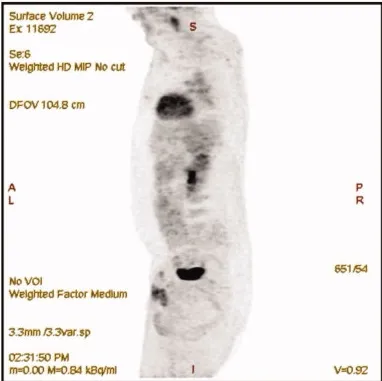 Surface Volume 2
Ex: 11692
S
Se:6
Weighted HD MIP No cut
DFOV 104.8 cm
A
L
P
R
651/54
No VOI
Weighted Factor Medium
3.3mm /3.3var.sp
02:31:50 PM
m=0.00 M=0.84 kBq/ml
I
V=0.92